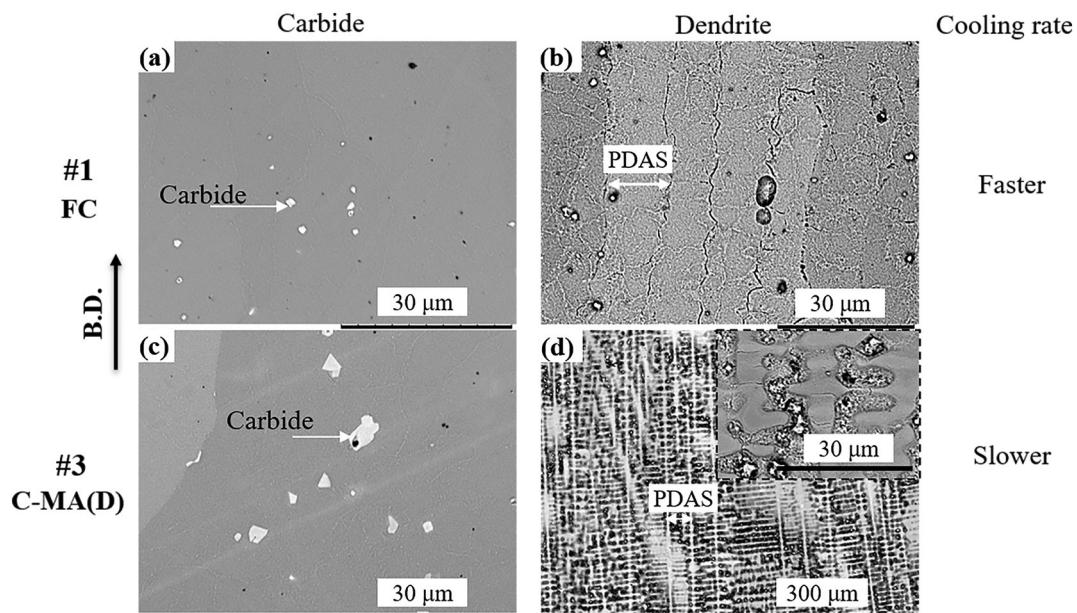 Carbide
Dendrite
Cooling rate
(a)
Carbide
30 μm
(b)
PDAS
30 μm
#1
FC
Faster
B.D.
(c)
Carbide
30 μm
(d)
30 μm
PDAS
300 μm
#3
C-MA(D)
Slower